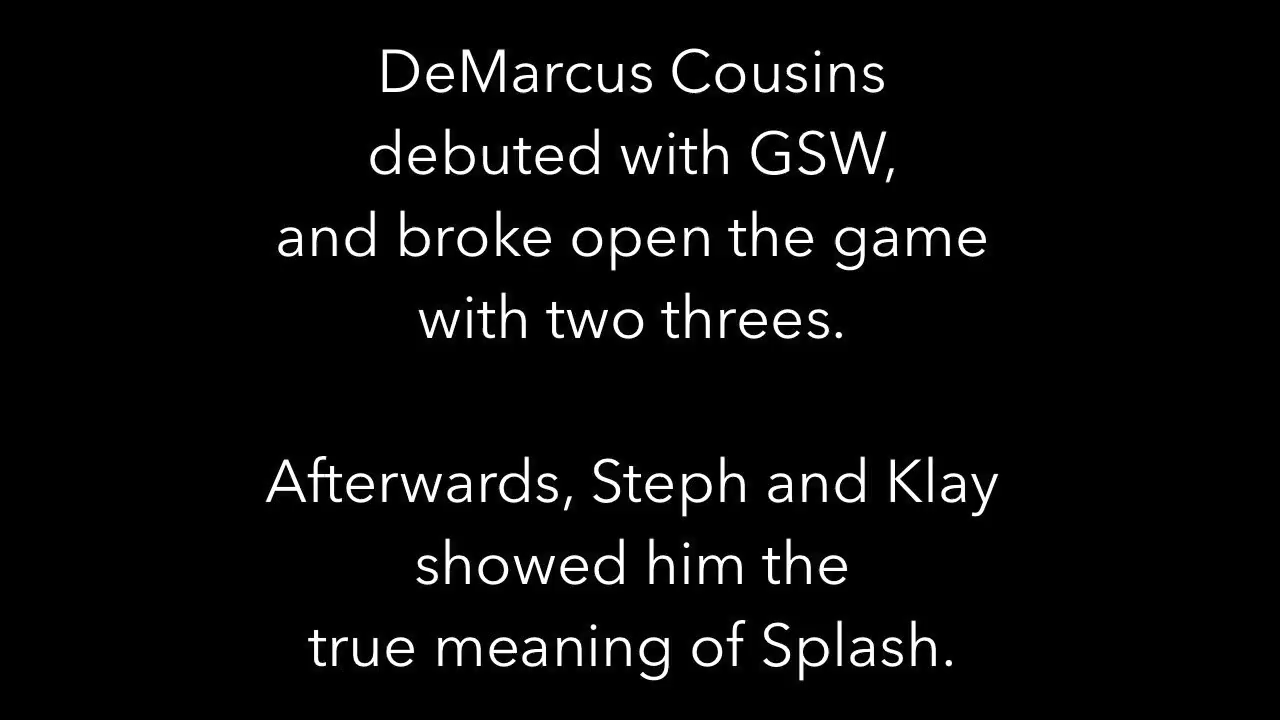 DeMarcus Cousins
debuted with GSW,
and broke open the game
with two threes.
Afterwards, Steph and Klay
showed him the
true meaning of Splash.